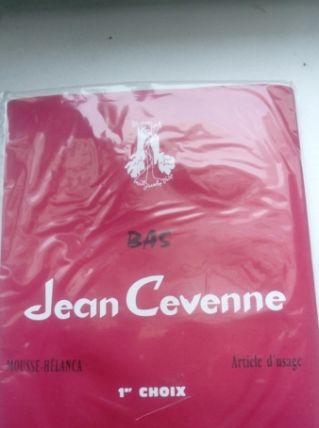 BAS
Jean Cevenne
MOUSSE-HÉLANCA
Article d'usage
1er CHOIX